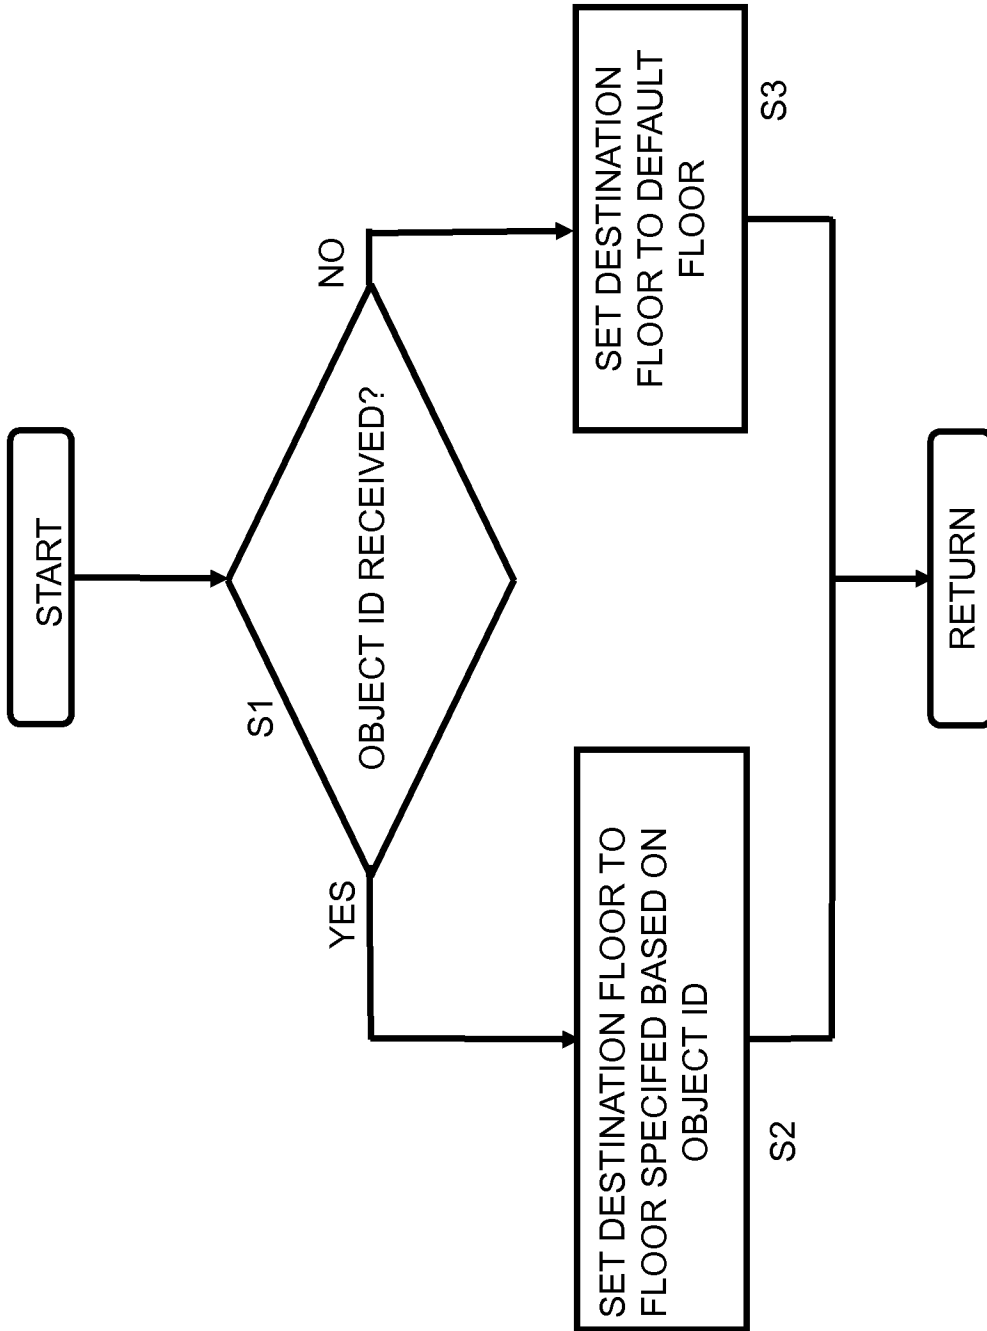 START
S1
OBJECT ID RECEIVED?
YES
NO
SET DESTINATION FLOOR TO
FLOOR SPECIFED BASED ON
OBJECT ID
S2
SET DESTINATION
FLOOR TO DEFAULT
FLOOR
S3
RETURN